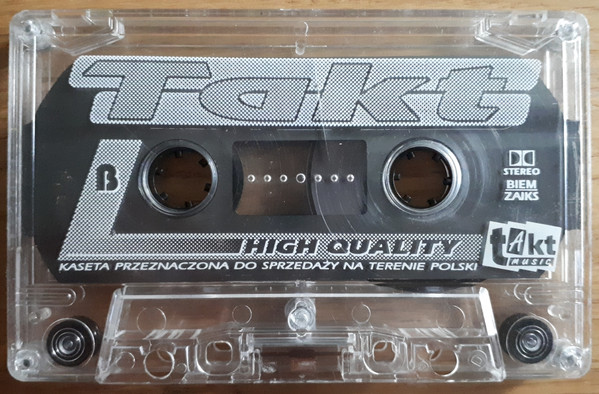 Takt
B
STEREO
BIEM
ZAIKS
HIGH QUALITY
takt
MUSIC
KASETA PRZEZNACZONA DO SPRZEDAŻY NA TERENIE POLSKI